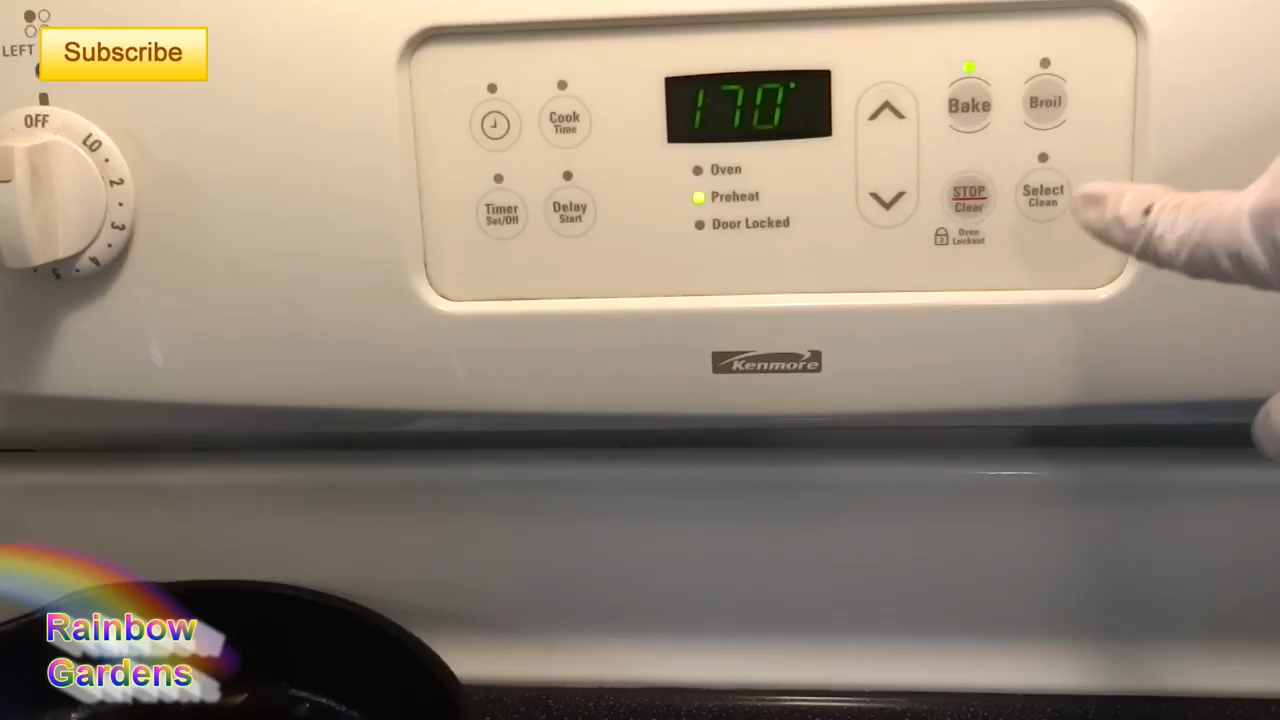 LEFT
Subscribe
OFF
LO
2
3
4
5
Cook
Time
Timer
Set/Off
Delay
Start
170°
Oven
Preheat
Door Locked
Bake
Broil
STOP
Clear
Select
Clean
Oven
Lockout
Kenmore
Rainbow
Gardens